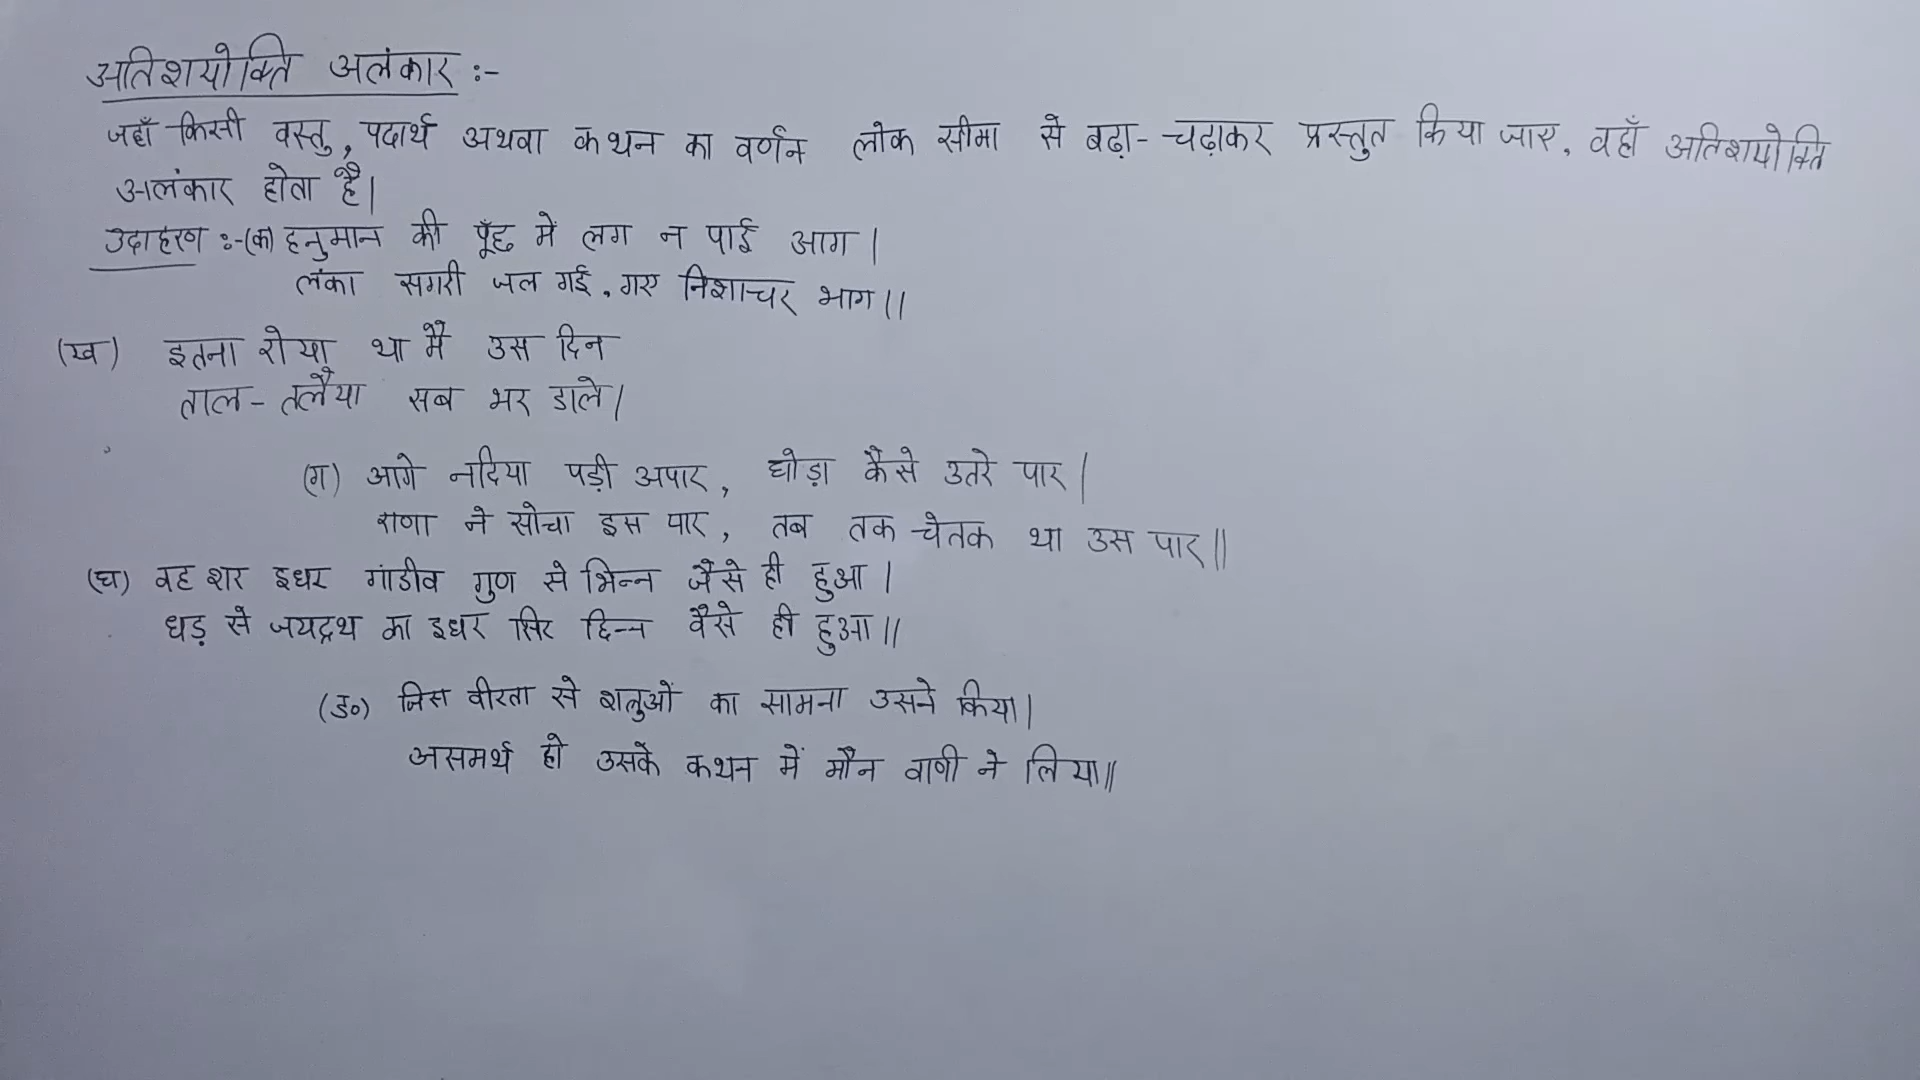 अतिशयोक्ति अलंकार :-
जहाँ किसी वस्तु, पदार्थ अथवा कथन का वर्णन लोक सीमा से बढ़ा-चढ़ाकर प्रस्तुत किया जाए, वहाँ अतिशयोक्ति
अलंकार होता है।
उदाहरण :-(क) हनुमान की पूँछ में लग न पाई आग।
लंका सगरी जल गई, गए निशाचर भाग।।
(ख) इतना रोया था मैं उस दिन
ताल-तलैया सब भर डाले।
(ग) आगे नदिया पड़ी अपार, घोड़ा कैसे उतरे पार।
राणा ने सोचा इस पार, तब तक चेतक था उस पार॥
(घ) वह शर इधर गांडीव गुण से भिन्न जैसे ही हुआ।
धड़ से जयद्रथ का इधर सिर छिन्न वैसे ही हुआ॥
(ड०) जिस वीरता से शत्रुओं का सामना उसने किया।
असमर्थ हो उसके कथन में मौन वाणी ने लिया॥